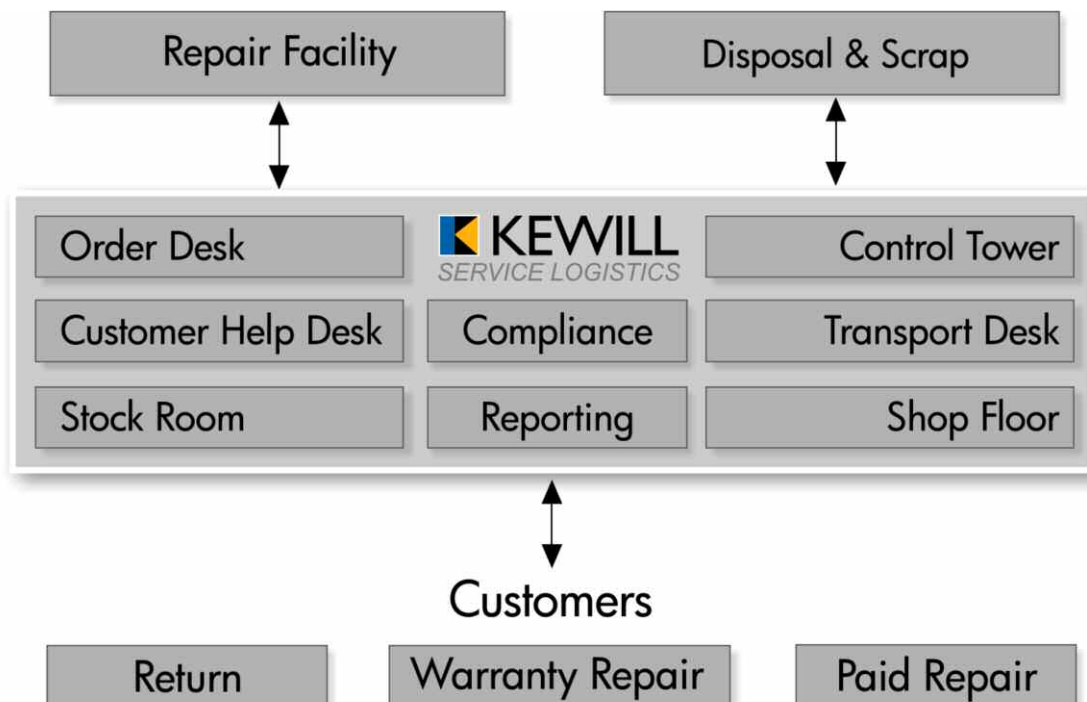 Repair Facility
Disposal & Scrap
Order Desk
KEWILL
SERVICE LOGISTICS
Control Tower
Customer Help Desk
Compliance
Transport Desk
Stock Room
Reporting
Shop Floor
Customers
Return
Warranty Repair
Paid Repair